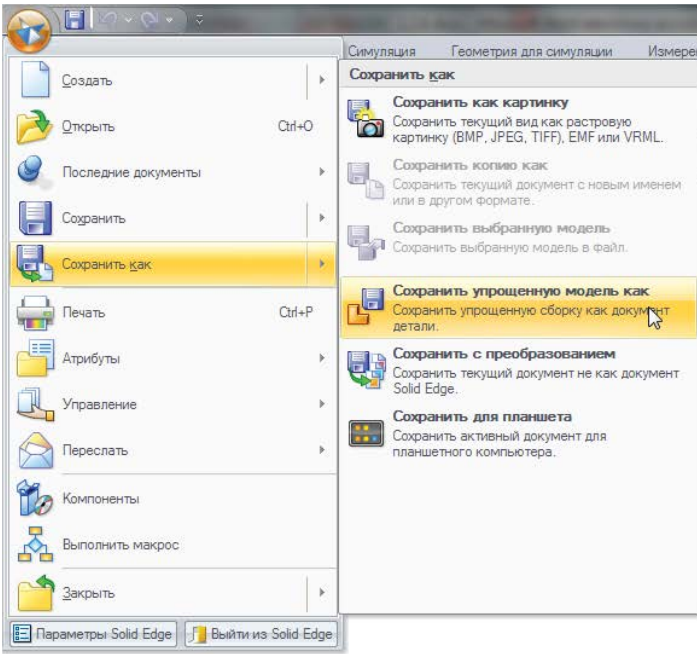 Симуляция Геометрия для симуляции
Создать
Открыть Ctrl+O
Последние документы
Сохранить
Сохранить как
Печать Ctrl+P
Атрибуты
Управление
Переслать
Компоненты
Выполнить макрос
Закрыть
Параметры Solid Edge Выйти из Solid Edge
Сохранить как
Сохранить как картинку
Сохранить текущий вид как растровую
картинку (BMP, JPEG, TIFF), EMF или VRML.
Сохранить копию как
Сохранить текущий документ с новым именем
или в другом формате.
Сохранить выбранную модель
Сохранить выбранную модель в файл.
Сохранить упрощенную модель как
Сохранить упрощенную сборку как документ
детали.
Сохранить с преобразованием
Сохранить текущий документ не как документ
Solid Edge.
Сохранить для планшета
Сохранить активный документ для
планшетного компьютера.